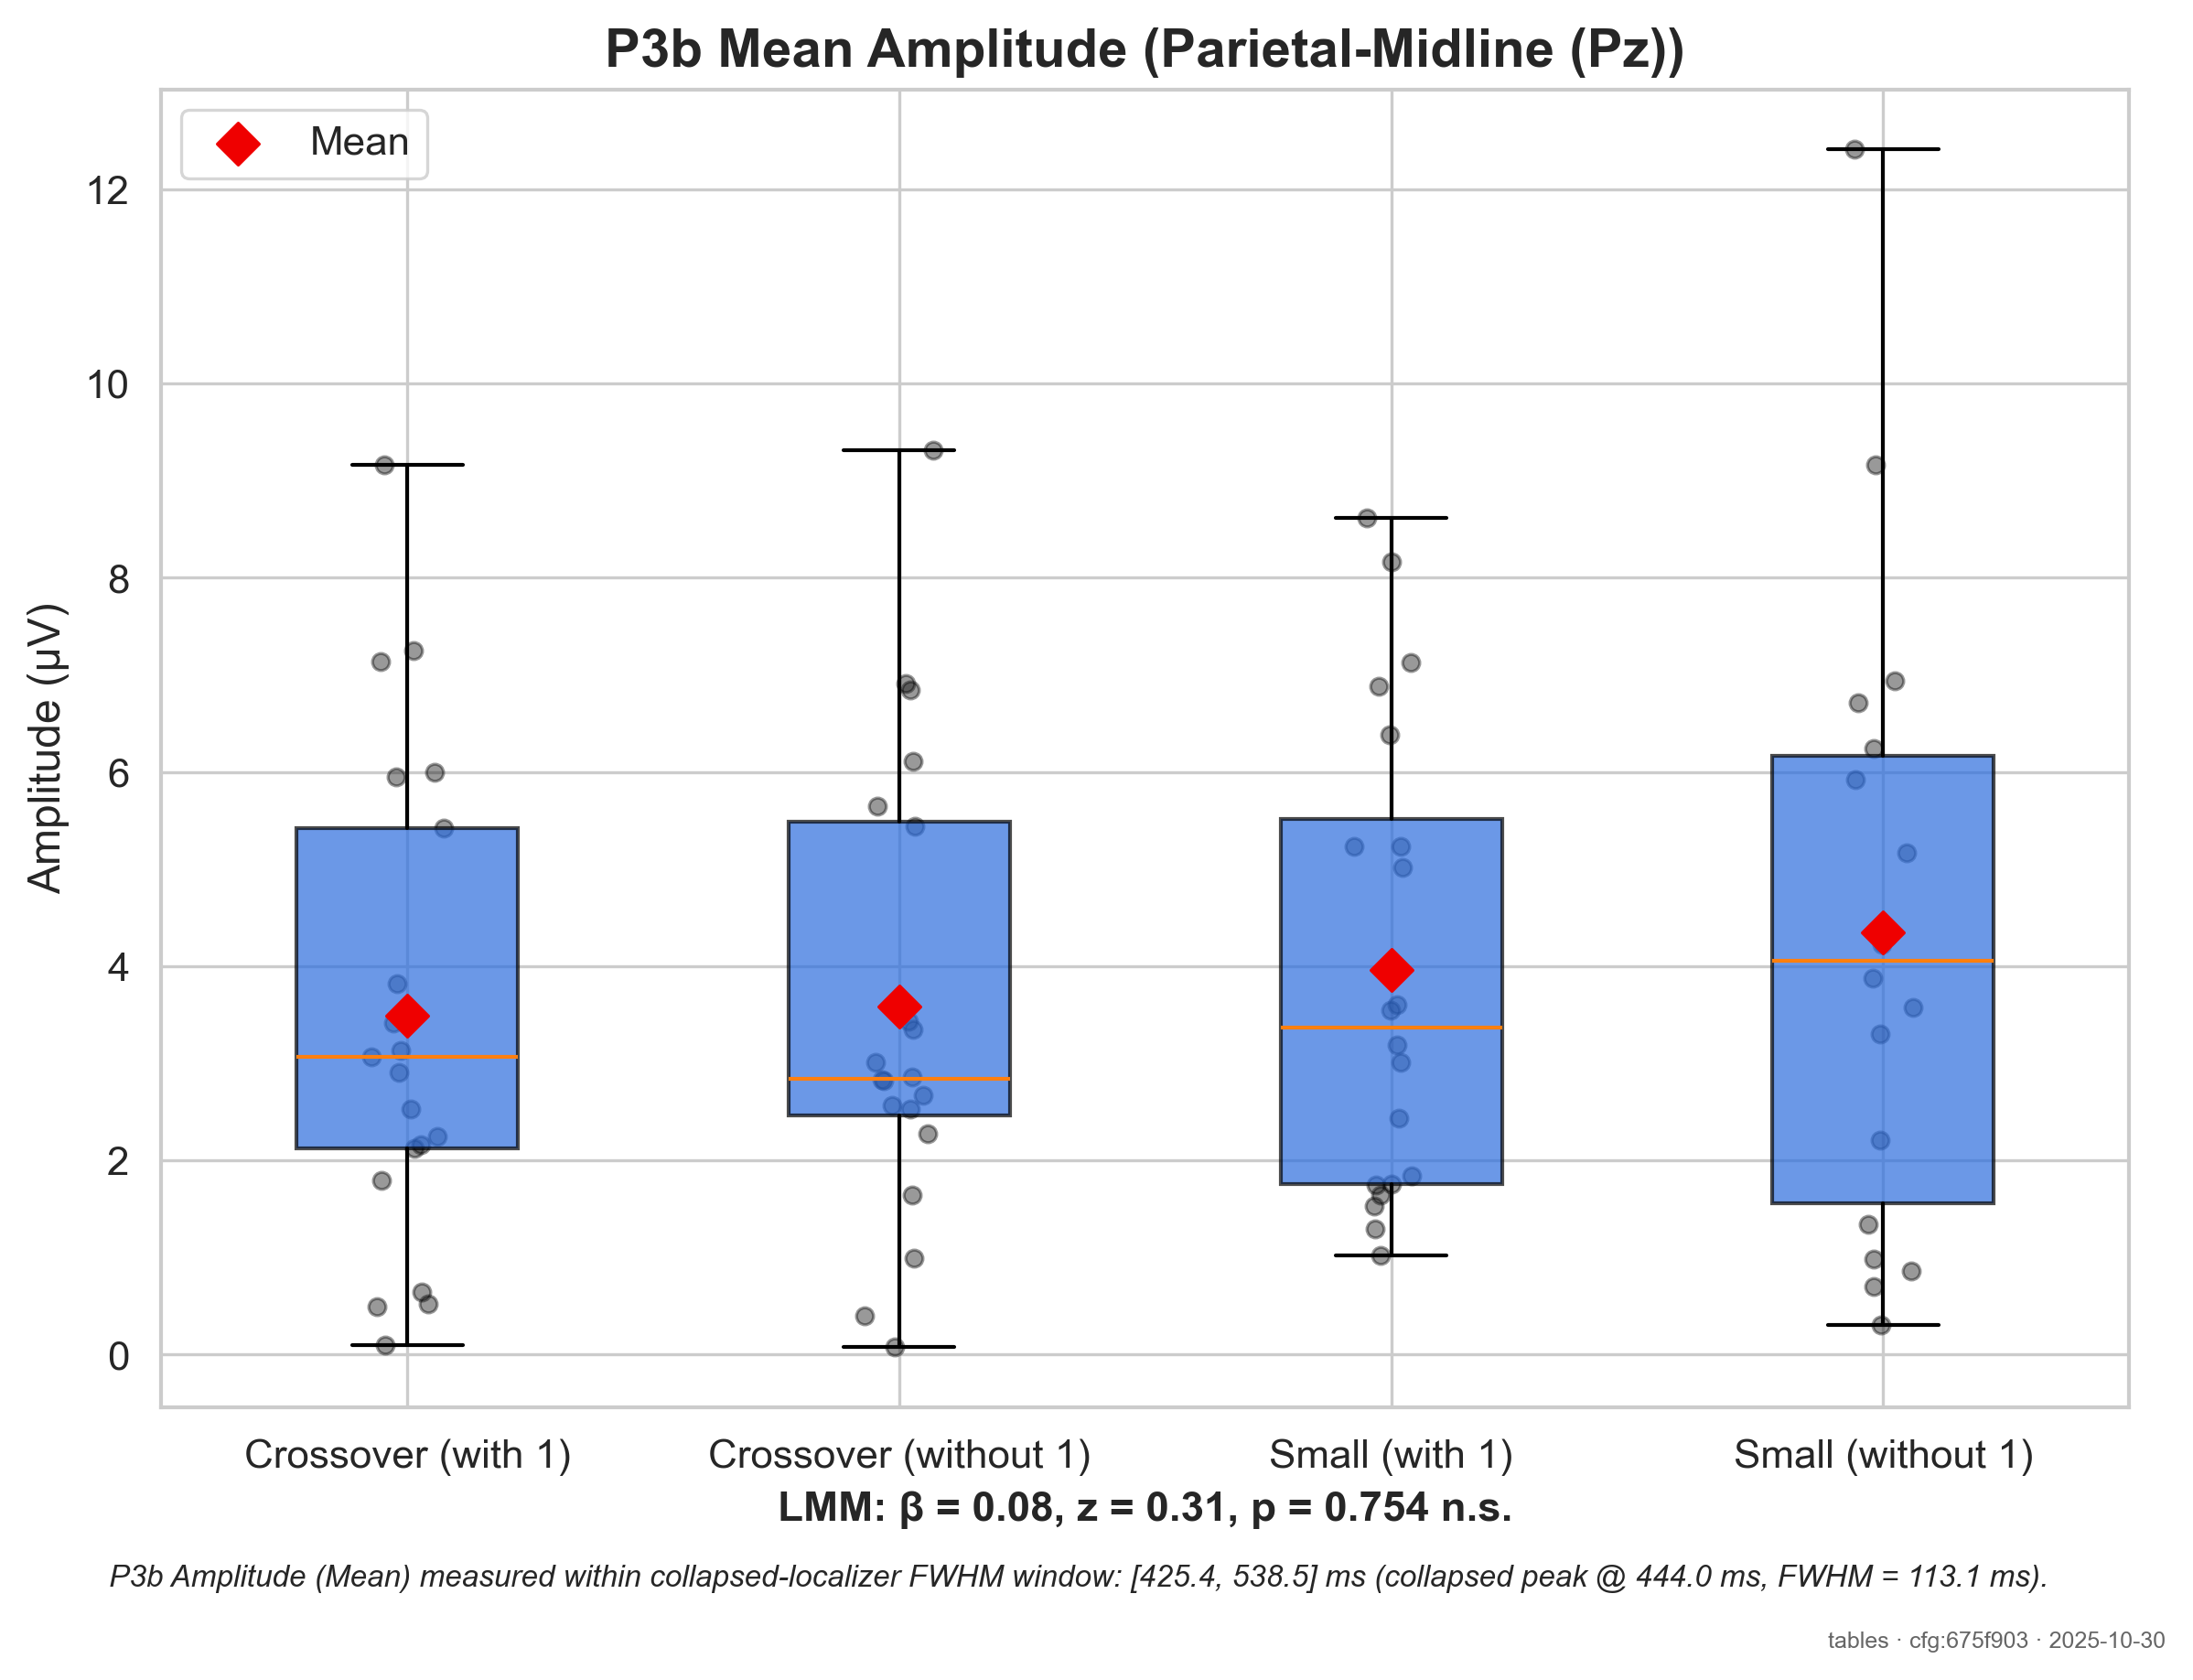 P3b Mean Amplitude (Parietal-Midline (Pz))
Mean
12
10
8
6
4
2
0
Amplitude (µV)
Crossover (with 1)
Crossover (without 1)
Small (with 1)
Small (without 1)
LMM: β = 0.08, z = 0.31, p = 0.754 n.s.
P3b Amplitude (Mean) measured within collapsed-localizer FWHM window: [425.4, 538.5] ms (collapsed peak @ 444.0 ms, FWHM = 113.1 ms).
tables · cfg:675f903 · 2025-10-30